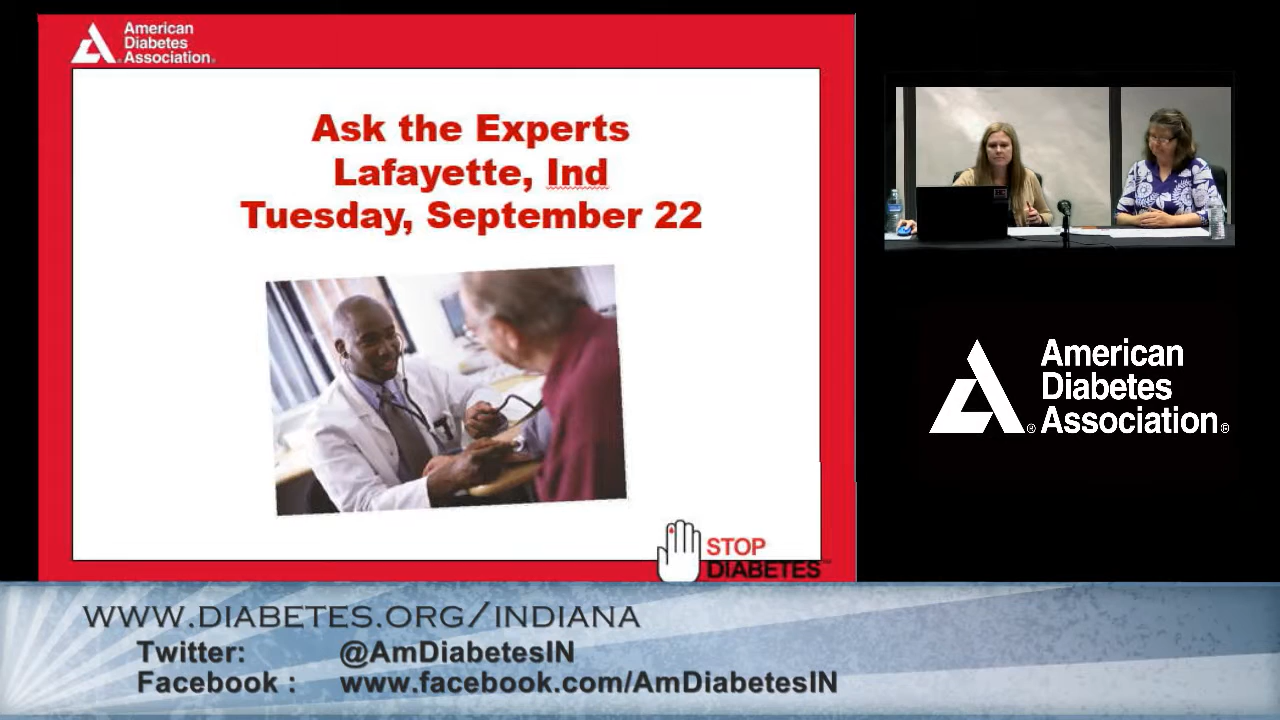 American
Diabetes
Association®
Ask the Experts
Lafayette, Ind
Tuesday, September 22
STOP
DIABETES
American
Diabetes
Association®
WWW.DIABETES.ORG/INDIANA
Twitter: @AmDiabetesIN
Facebook : www.facebook.com/AmDiabetesIN